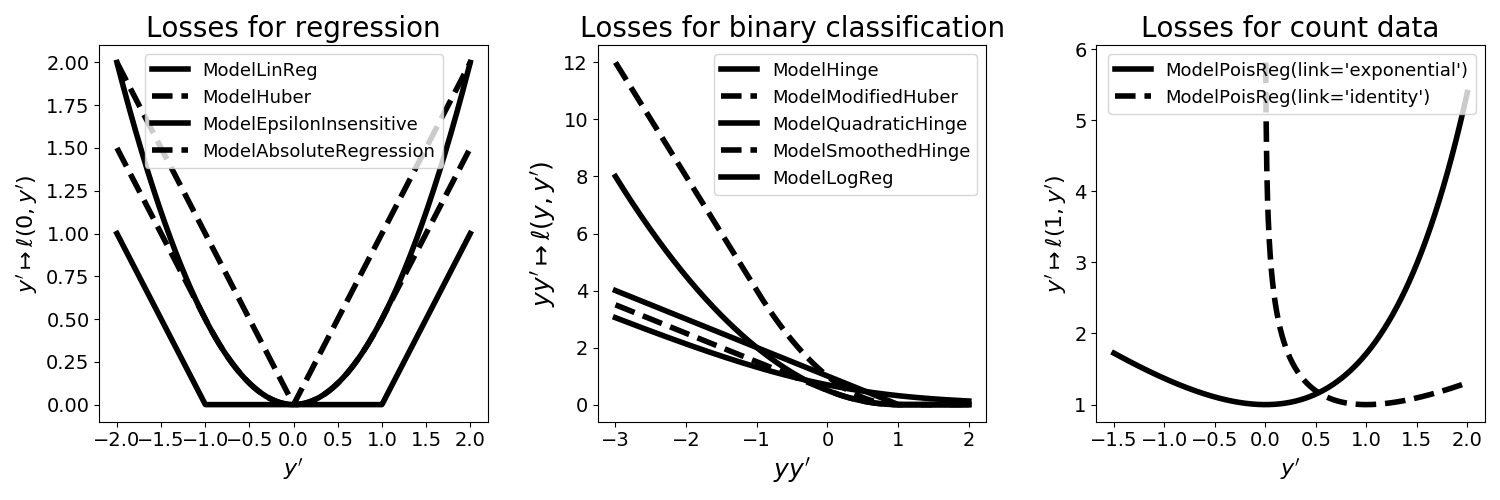 Losses for regression
ModelLinReg
ModelHuber
ModelEpsilonInsensitive
ModelAbsoluteRegression
2.00
1.75
1.50
1.25
1.00
0.75
0.50
0.25
0.00
y′ ↦ ℓ(0, y′)
−2.0 −1.5 −1.0 −0.5 0.0 0.5 1.0 1.5 2.0
y′
Losses for binary classification
ModelHinge
ModelModifiedHuber
ModelQuadraticHinge
ModelSmoothedHinge
ModelLogReg
12
10
8
6
4
2
0
yy′ ↦ ℓ(y, y′)
−3 −2 −1 0 1 2
yy′
Losses for count data
ModelPoisReg(link='exponential')
ModelPoisReg(link='identity')
6
5
4
3
2
1
y′ ↦ ℓ(1, y′)
−1.5 −1.0 −0.5 0.0 0.5 1.0 1.5 2.0
y′